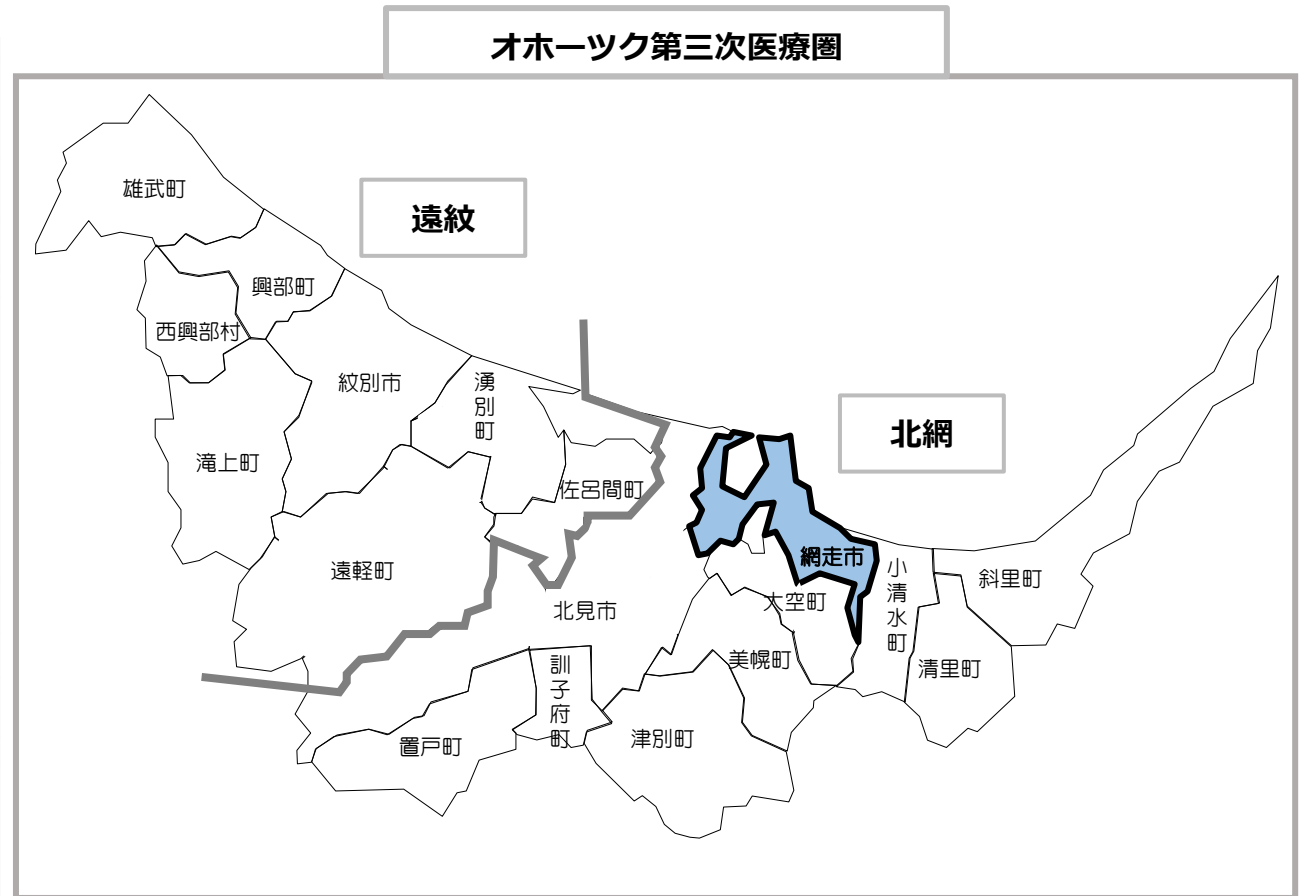 オホーツク第三次医療圏
雄武町
遠紋
興部町
西興部村
紋別市
湧別町
北網
滝上町
佐呂間町
遠軽町
網走市
小清水町
斜里町
北見市
大空町
美幌町
清里町
訓子府町
置戸町
津別町